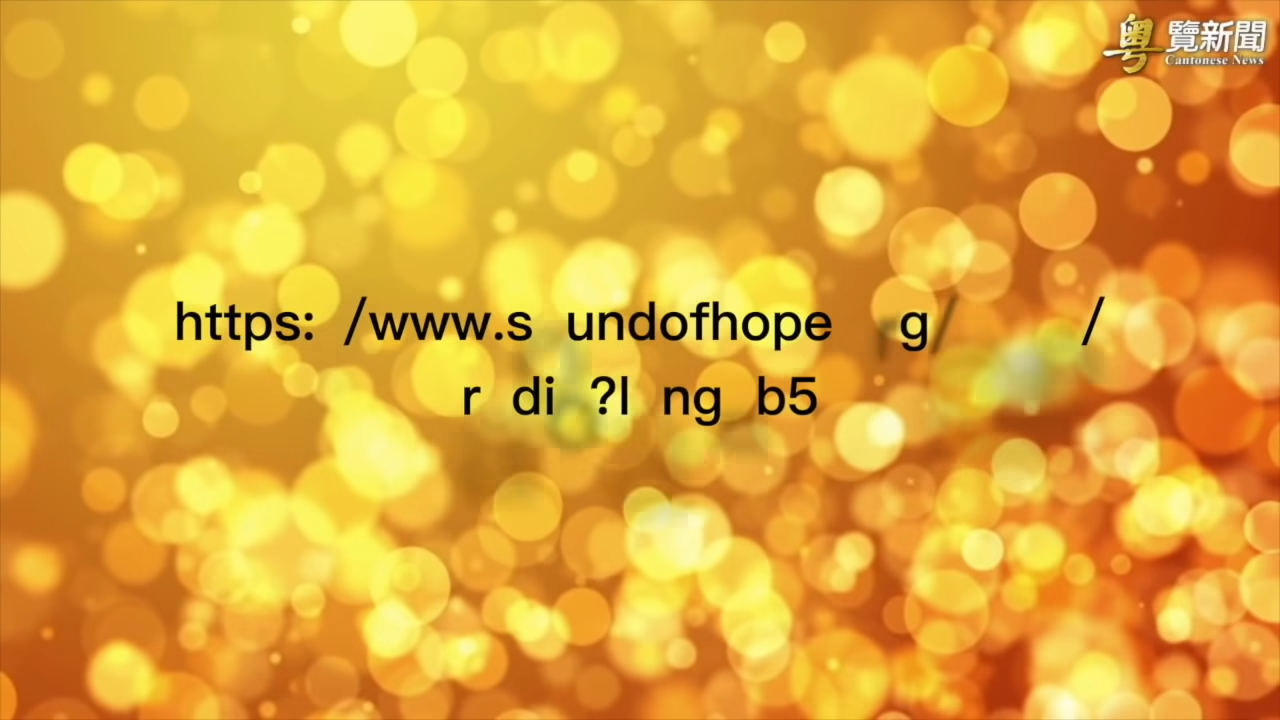 粵覽新聞
Cantonese News
https: /www.s undofhope g/ /
r di ?l ng b5